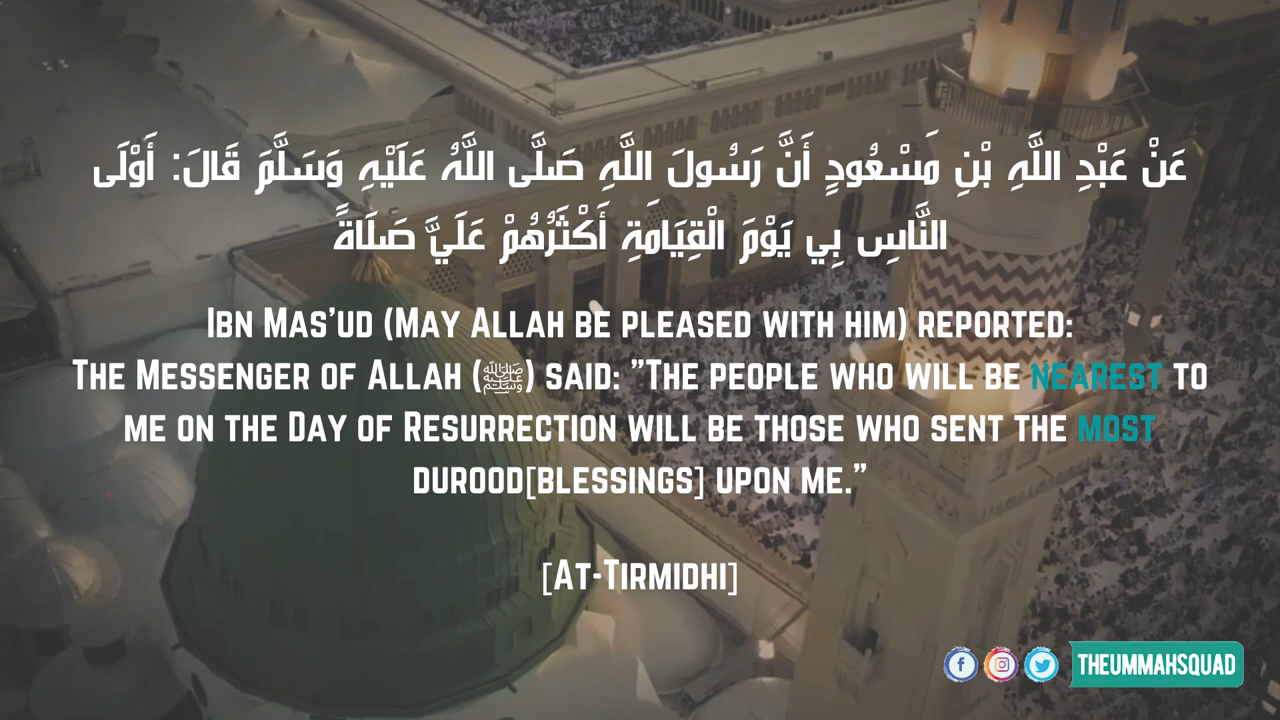 عَنْ عَبْدِ اللَّهِ بْنِ مَسْعُودٍ أَنَّ رَسُولَ اللَّهِ صَلَّى اللَّهُ عَلَيْهِ وَسَلَّمَ قَالَ: أَوْلَى
النَّاسِ بِي يَوْمَ الْقِيَامَةِ أَكْثَرُهُمْ عَلَيَّ صَلَاةً
Ibn Mas'ud (May Allah be pleased with him) reported:
The Messenger of Allah (ﷺ) said: "The people who will be nearest to
me on the Day of Resurrection will be those who sent the most
durood[blessings] upon me."
[At-Tirmidhi]
THEUMMAHSQUAD